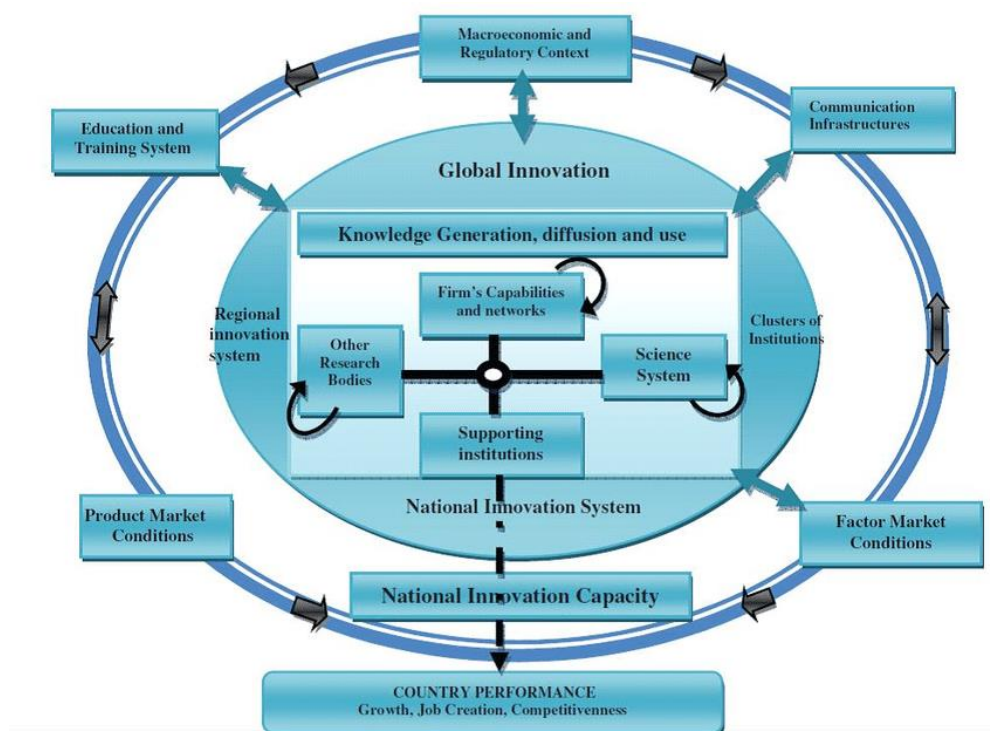 Macroeconomic and
Regulatory Context
Education and
Training System
Communication
Infrastructures
Global Innovation
Knowledge Generation, diffusion and use
Firm's Capabilities
and networks
Regional
innovation
system
Other
Research
Bodies
Science
System
Clusters of
Institutions
Supporting
institutions
National Innovation System
Product Market
Conditions
Factor Market
Conditions
National Innovation Capacity
COUNTRY PERFORMANCE
Growth, Job Creation, Competitivness